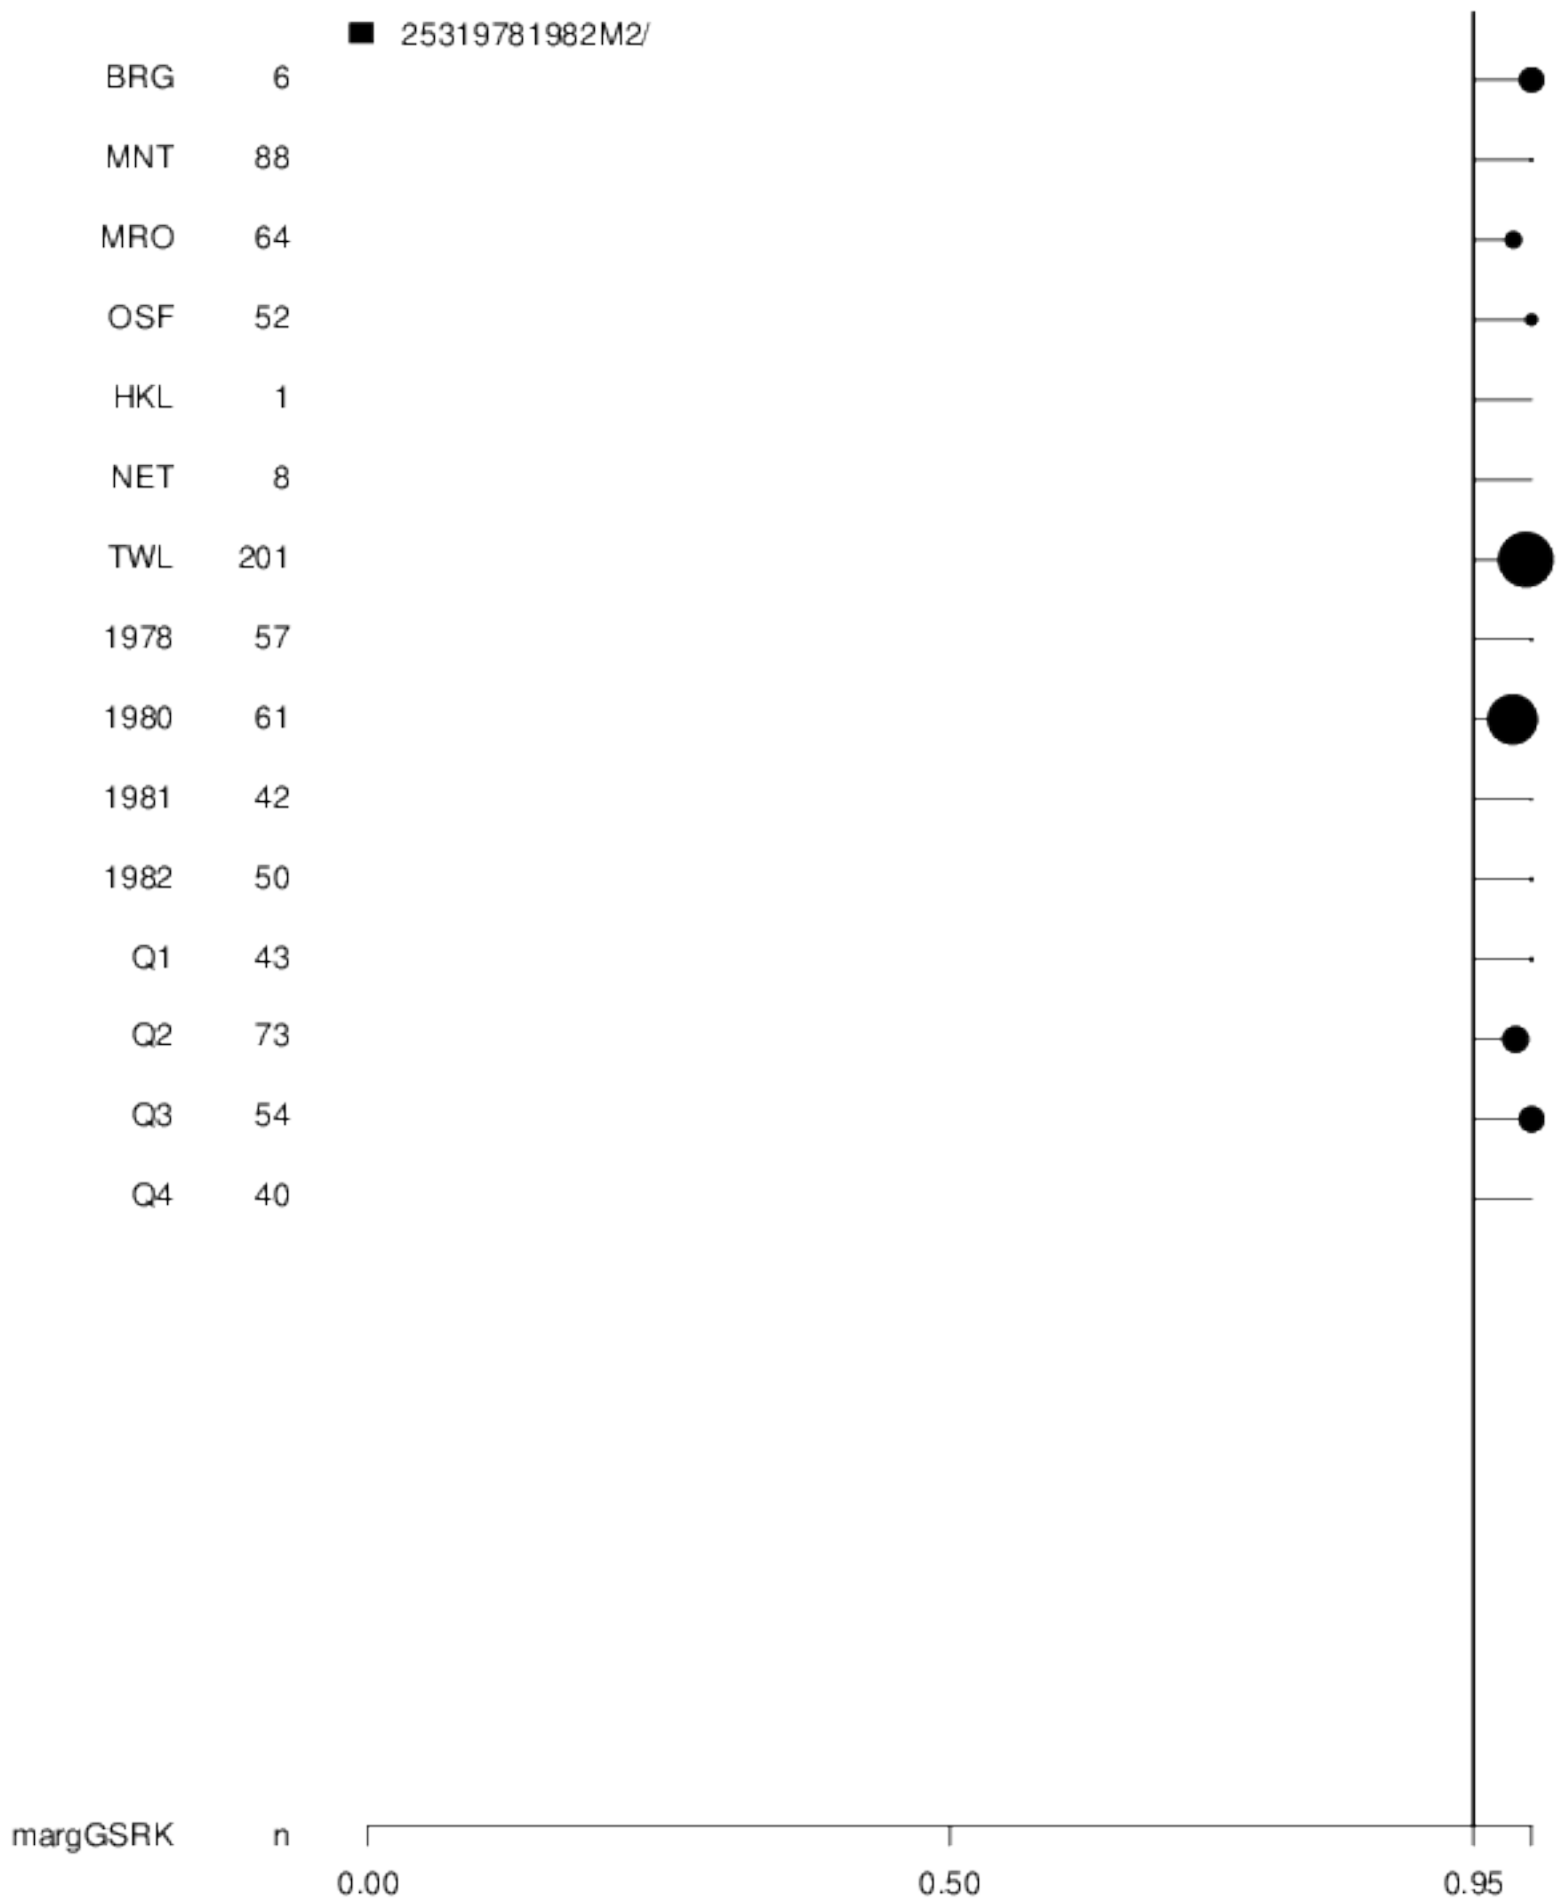 25319781982M2/
BRG 6
MNT 88
MRO 64
OSF 52
HKL 1
NET 8
TWL 201
1978 57
1980 61
1981 42
1982 50
Q1 43
Q2 73
Q3 54
Q4 40
margGSRK n
0.00 0.50 0.95